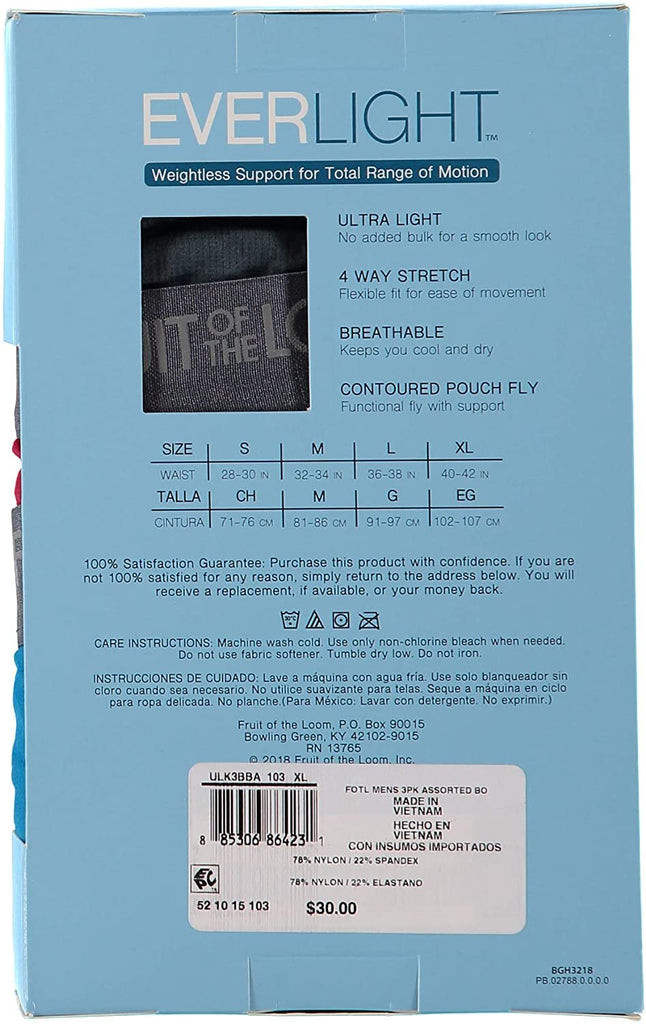 EVERLIGHT™
Weightless Support for Total Range of Motion
ULTRA LIGHT
No added bulk for a smooth look
4 WAY STRETCH
Flexible fit for ease of movement
BREATHABLE
Keeps you cool and dry
CONTOURED POUCH FLY
Functional fly with support
UIT OF THE LO
SIZE S M L XL
WAIST 28-30 IN 32-34 IN 36-38 IN 40-42 IN
TALLA CH M G EG
CINTURA 71-76 CM 81-86 CM 91-97 CM 102-107 CM
100% Satisfaction Guarantee: Purchase this product with confidence. If you are
not 100% satisfied for any reason, simply return to the address below. You will
receive a replacement, if available, or your money back.
CARE INSTRUCTIONS: Machine wash cold. Use only non-chlorine bleach when needed.
Do not use fabric softener. Tumble dry low. Do not iron.
INSTRUCCIONES DE CUIDADO: Lave a máquina con agua fría. Use solo blanqueador sin
cloro cuando sea necesario. No utilice suavizante para telas. Seque a máquina en ciclo
para ropa delicada. No planche.(Para México: Lavar con detergente. No exprimir.)
Fruit of the Loom, P.O. Box 90015
Bowling Green, KY 42102-9015
RN 13765
© 2018 Fruit of the Loom, Inc.
ULK3BBA 103 XL
8 85306 86423 1
52 10 15 103
FOTL MENS 3PK ASSORTED BO
MADE IN
VIETNAM
HECHO EN
VIETNAM
CON INSUMOS IMPORTADOS
78% NYLON / 22% SPANDEX
78% NYLON / 22% ELASTANO
$30.00
BGH3218
PB.02788.0.0.0.0